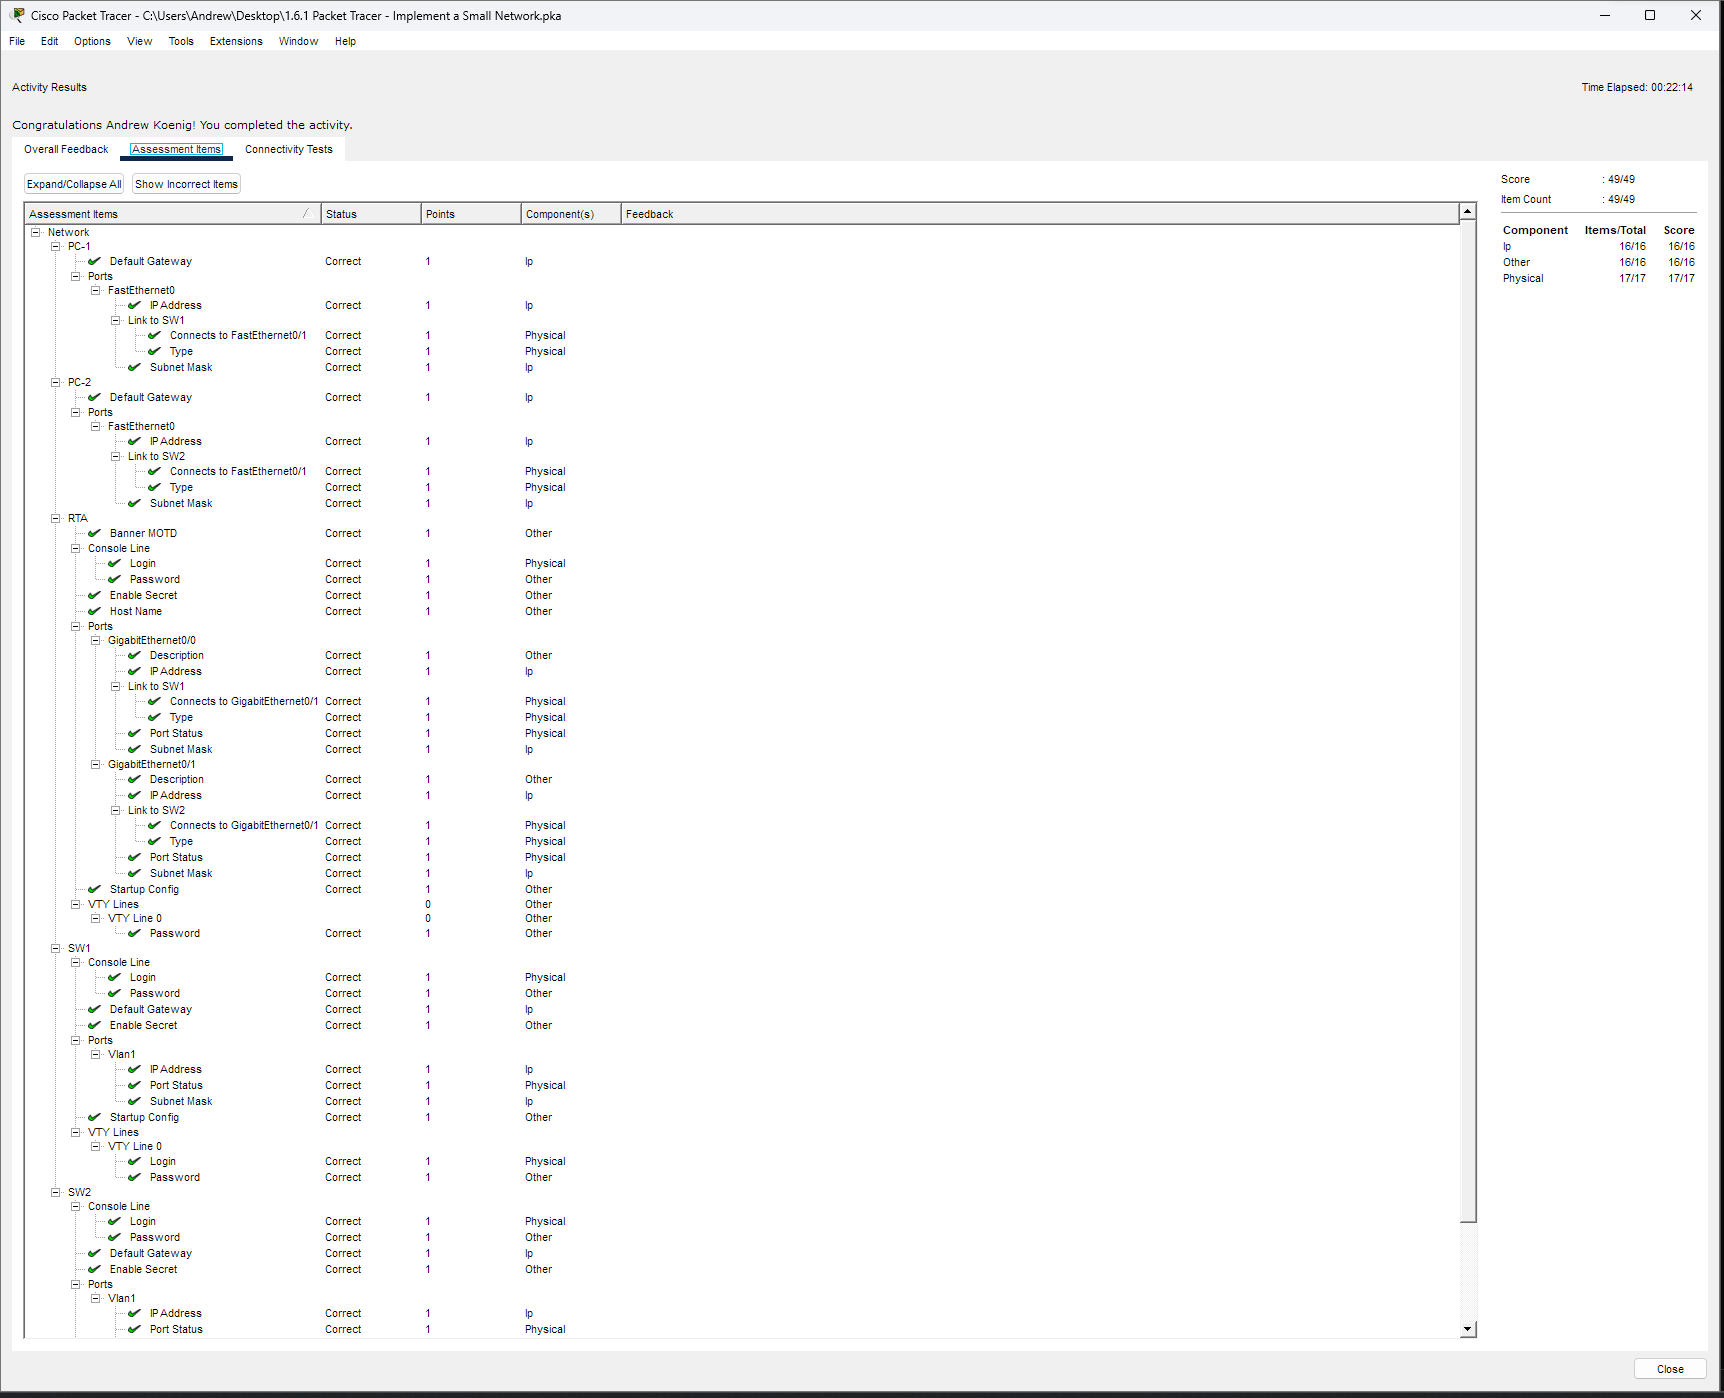 Cisco Packet Tracer - C:\Users\Andrew\Desktop\1.6.1 Packet Tracer - Implement a Small Network.pka
File Edit Options View Tools Extensions Window Help
Activity Results Time Elapsed: 00:22:14
Congratulations Andrew Koenig! You completed the activity.
Overall Feedback Assessment Items Connectivity Tests
Expand/Collapse All Show Incorrect Items
Score : 49/49
Item Count : 49/49
Component Items/Total Score
Ip 16/16 16/16
Other 16/16 16/16
Physical 17/17 17/17
Assessment Items Status Points Component(s) Feedback
Network
PC-1
Default Gateway Correct 1 Ip
Ports
FastEthernet0
IP Address Correct 1 Ip
Link to SW1
Connects to FastEthernet0/1 Correct 1 Physical
Type Correct 1 Physical
Subnet Mask Correct 1 Ip
PC-2
Default Gateway Correct 1 Ip
Ports
FastEthernet0
IP Address Correct 1 Ip
Link to SW2
Connects to FastEthernet0/1 Correct 1 Physical
Type Correct 1 Physical
Subnet Mask Correct 1 Ip
RTA
Banner MOTD Correct 1 Other
Console Line
Login Correct 1 Physical
Password Correct 1 Other
Enable Secret Correct 1 Other
Host Name Correct 1 Other
Ports
GigabitEthernet0/0
Description Correct 1 Other
IP Address Correct 1 Ip
Link to SW1
Connects to GigabitEthernet0/1 Correct 1 Physical
Type Correct 1 Physical
Port Status Correct 1 Physical
Subnet Mask Correct 1 Ip
GigabitEthernet0/1
Description Correct 1 Other
IP Address Correct 1 Ip
Link to SW2
Connects to GigabitEthernet0/1 Correct 1 Physical
Type Correct 1 Physical
Port Status Correct 1 Physical
Subnet Mask Correct 1 Ip
Startup Config Correct 1 Other
VTY Lines 0 Other
VTY Line 0 0 Other
Password Correct 1 Other
SW1
Console Line
Login Correct 1 Physical
Password Correct 1 Other
Default Gateway Correct 1 Ip
Enable Secret Correct 1 Other
Ports
Vlan1
IP Address Correct 1 Ip
Port Status Correct 1 Physical
Subnet Mask Correct 1 Ip
Startup Config Correct 1 Other
VTY Lines
VTY Line 0
Login Correct 1 Physical
Password Correct 1 Other
SW2
Console Line
Login Correct 1 Physical
Password Correct 1 Other
Default Gateway Correct 1 Ip
Enable Secret Correct 1 Other
Ports
Vlan1
IP Address Correct 1 Ip
Port Status Correct 1 Physical
Close